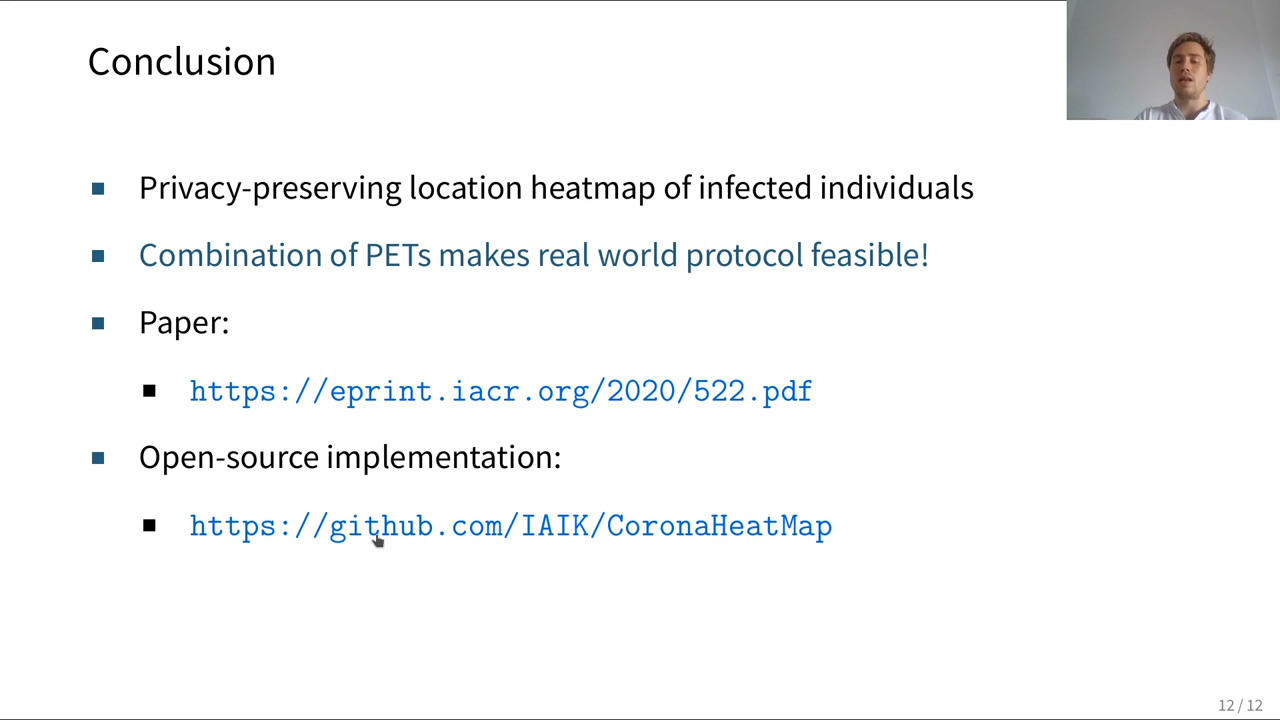 Conclusion
Privacy-preserving location heatmap of infected individuals
Combination of PETs makes real world protocol feasible!
Paper:
https://eprint.iacr.org/2020/522.pdf
Open-source implementation:
https://github.com/IAIK/CoronaHeatMap
12 / 12